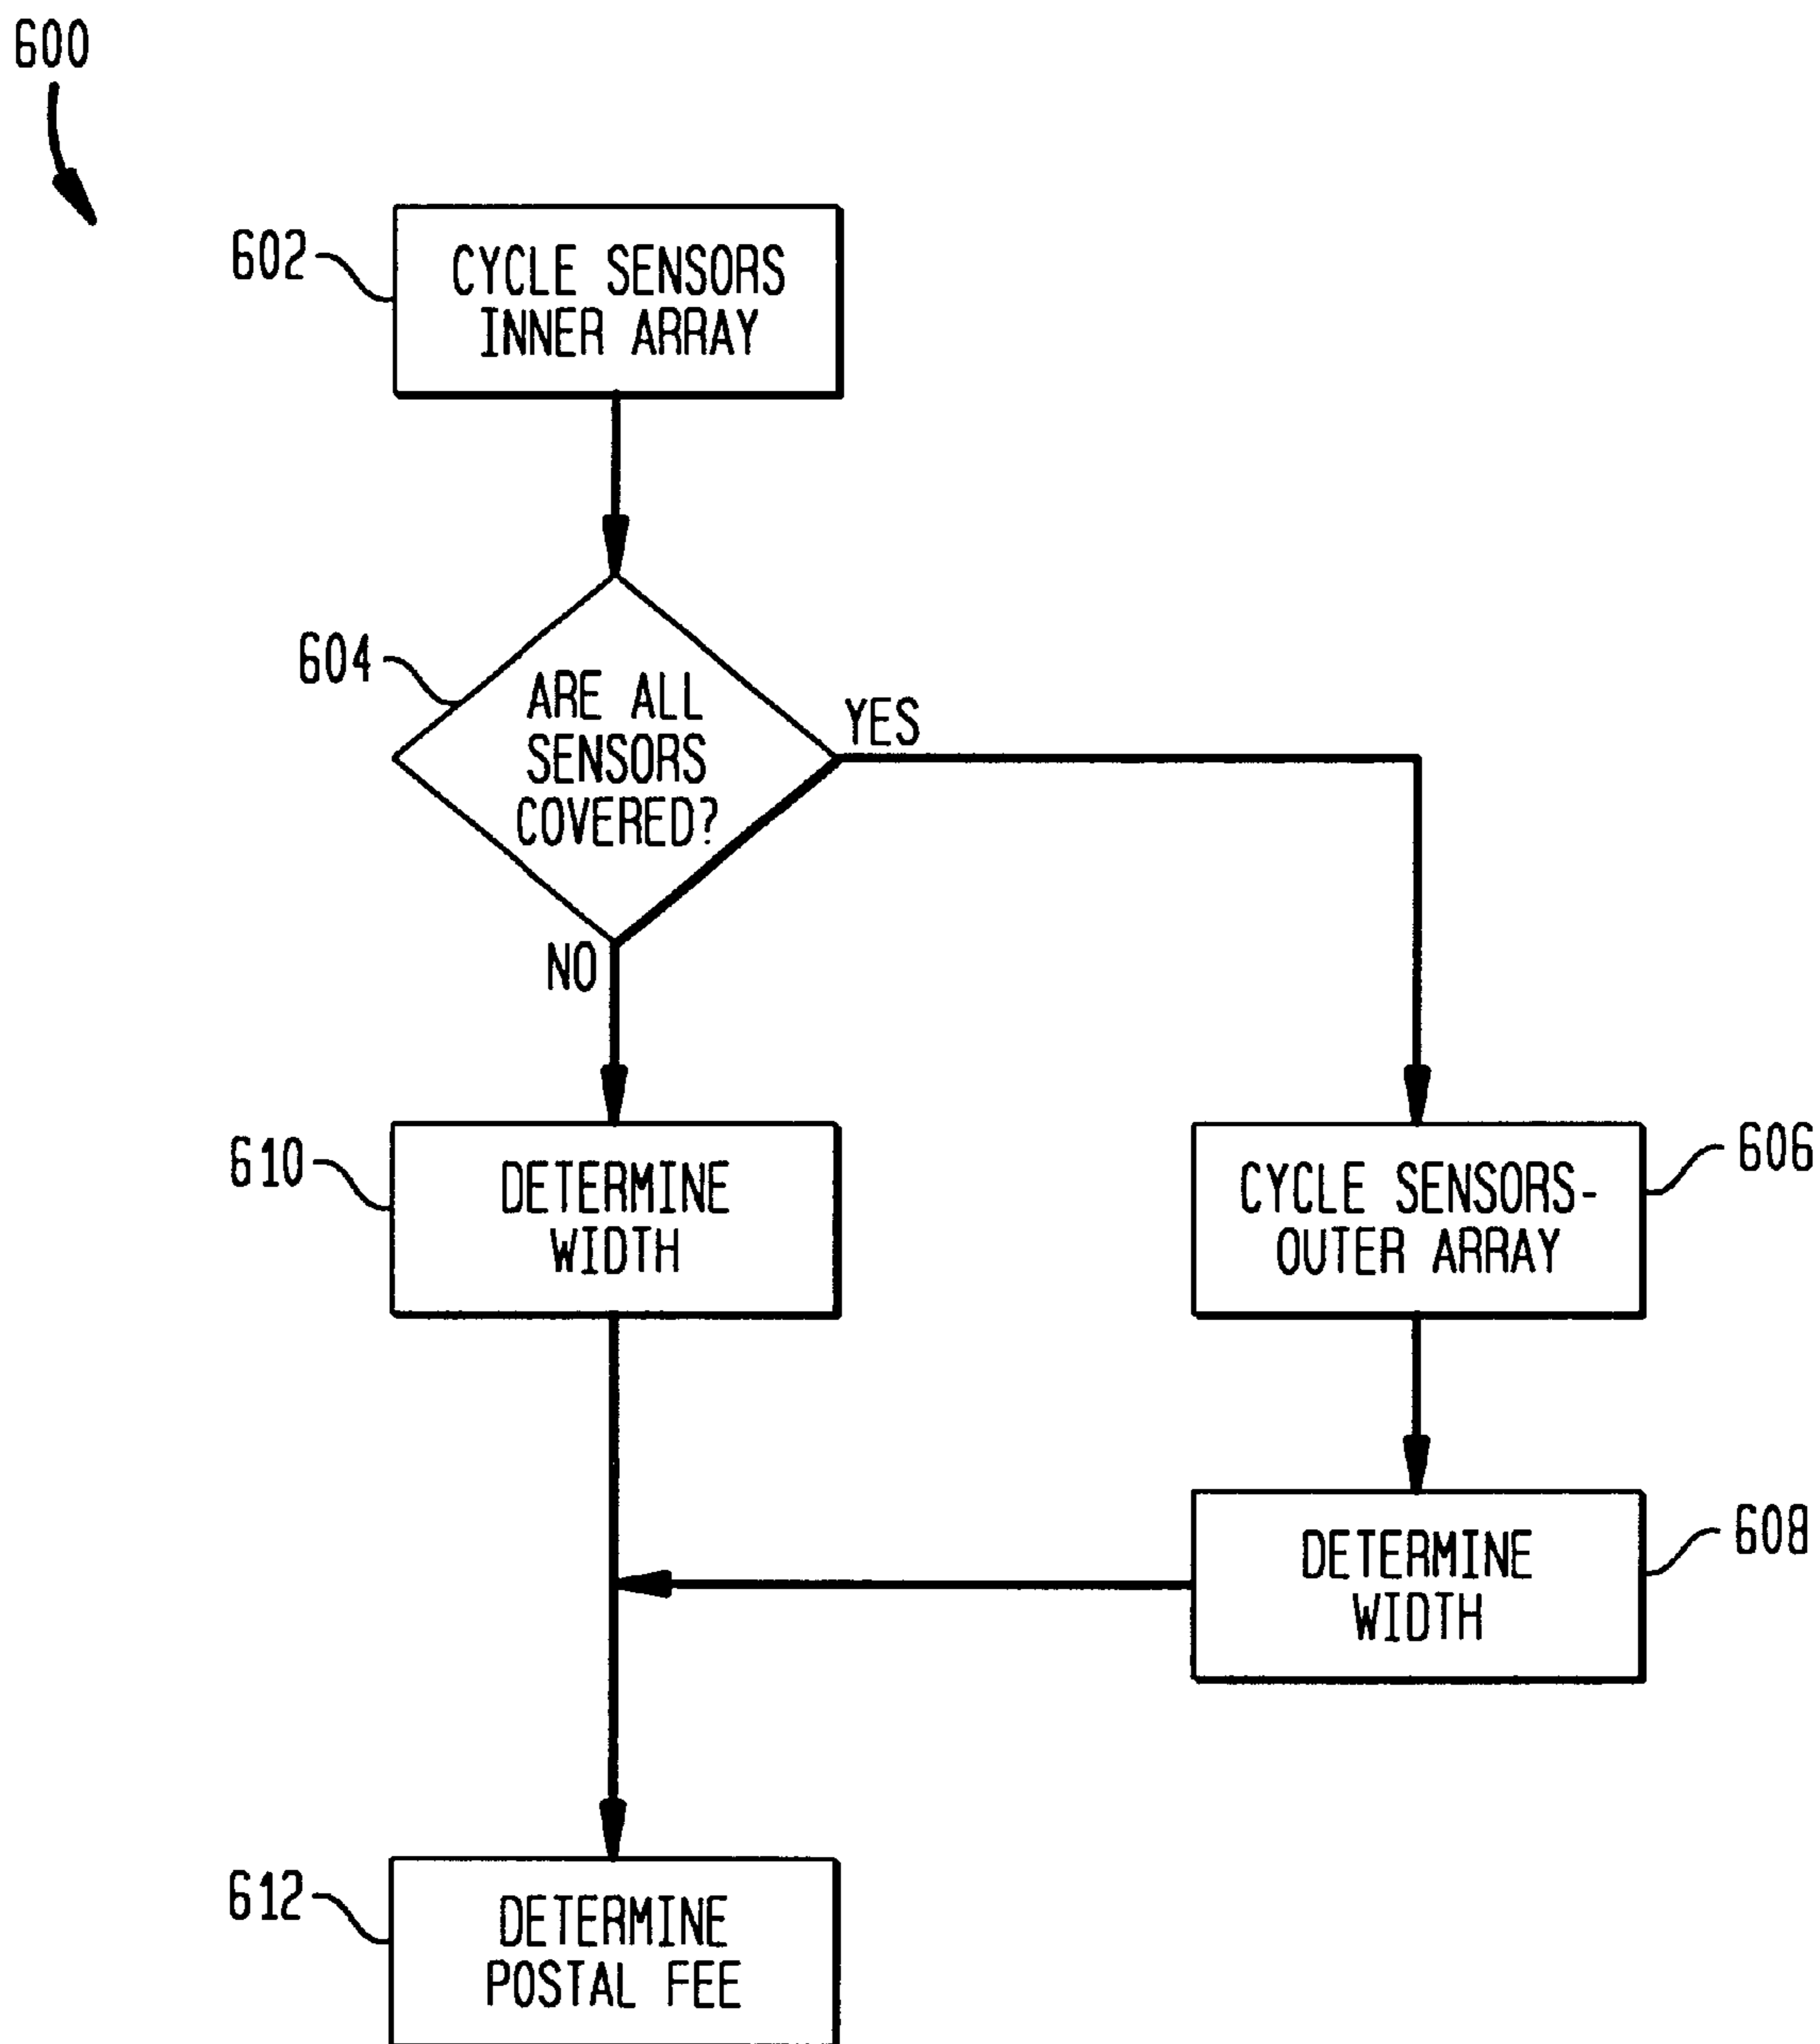 600
602
CYCLE SENSORS
INNER ARRAY
604
ARE ALL
SENSORS
COVERED?
YES
NO
610
DETERMINE
WIDTH
CYCLE SENSORS-
OUTER ARRAY
606
DETERMINE
WIDTH
608
612
DETERMINE
POSTAL FEE